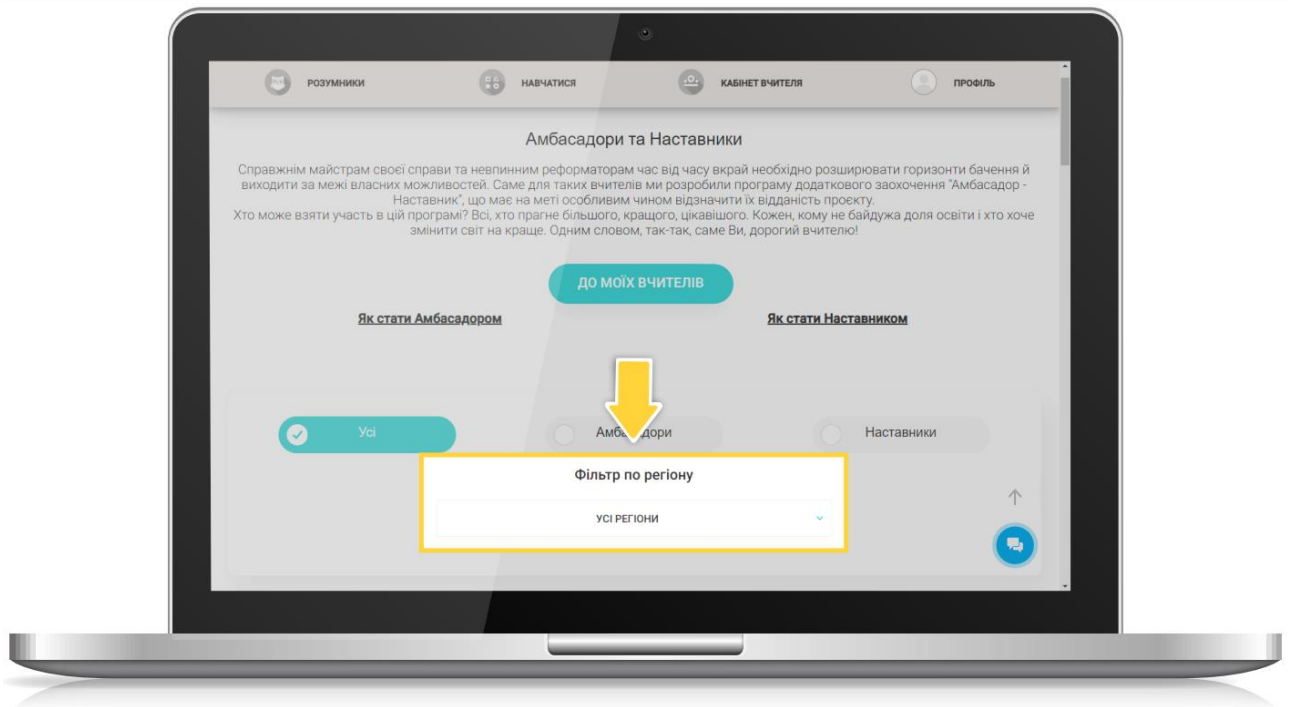 РОЗУМНИКИ
НАВЧАТИСЯ
КАБІНЕТ ВЧИТЕЛЯ
ПРОФІЛЬ
Амбасадори та Наставники
Справжнім майстрам своєї справи та невпинним реформаторам час від часу вкрай необхідно розширювати горизонти бачення й
виходити за межі власних можливостей. Саме для таких вчителів ми розробили програму додаткового заохочення "Амбасадор -
Наставник", що має на меті особливим чином відзначити їх відданість проєкту.
Хто може взяти участь в цій програмі? Всі, хто прагне більшого, кращого, цікавішого. Кожен, кому не байдужа доля освіти і хто хоче
змінити світ на краще. Одним словом, так-так, саме Ви, дорогий вчителю!
ДО МОЇХ ВЧИТЕЛІВ
Як стати Амбасадором
Як стати Наставником
Усі
Наставники
Фільтр по регіону
УСІ РЕГІОНИ